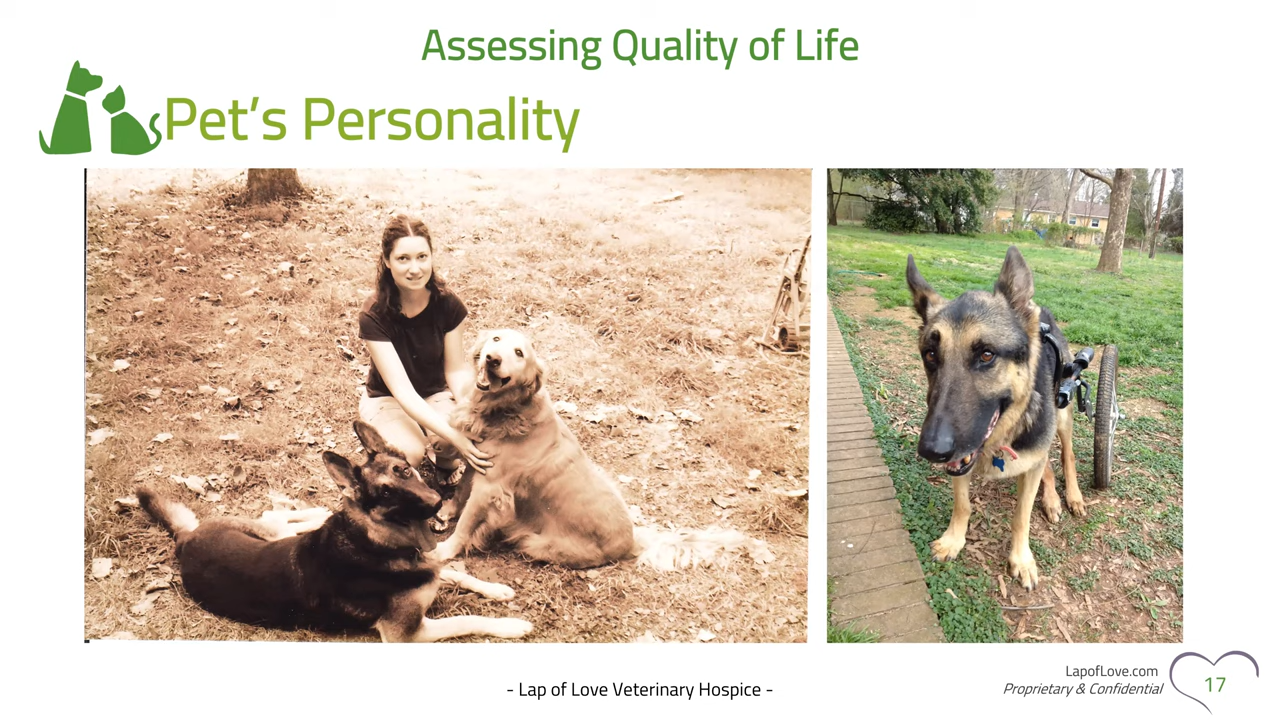 Assessing Quality of Life
Pet's Personality
- Lap of Love Veterinary Hospice -
LapofLove.com
Proprietary & Confidential
17